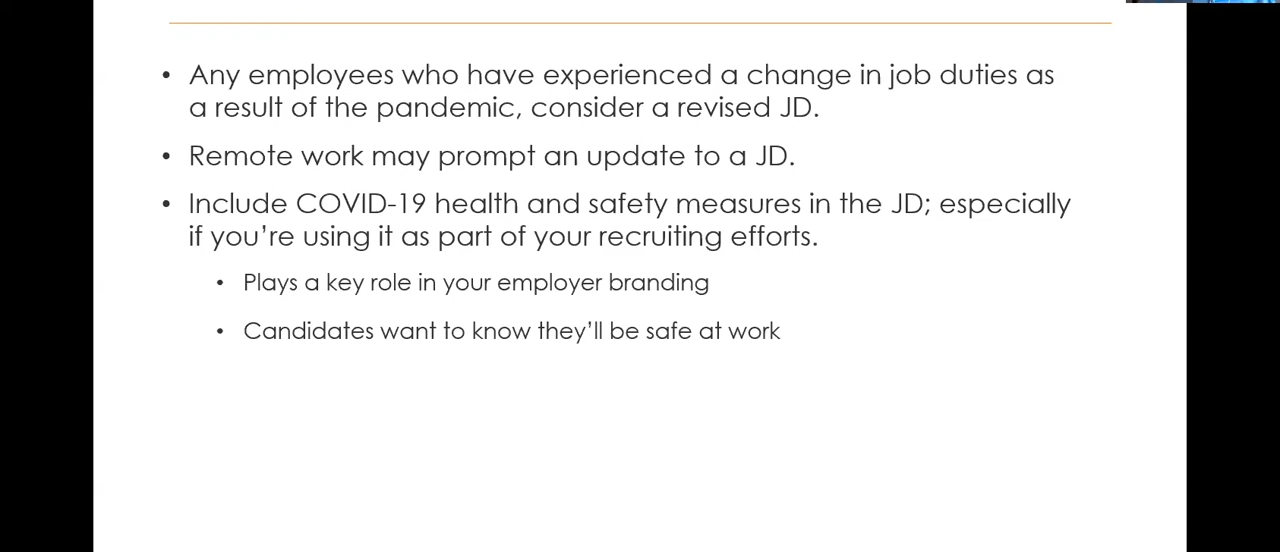 • Any employees who have experienced a change in job duties as
a result of the pandemic, consider a revised JD.
• Remote work may prompt an update to a JD.
• Include COVID-19 health and safety measures in the JD; especially
if you’re using it as part of your recruiting efforts.
• Plays a key role in your employer branding
• Candidates want to know they’ll be safe at work